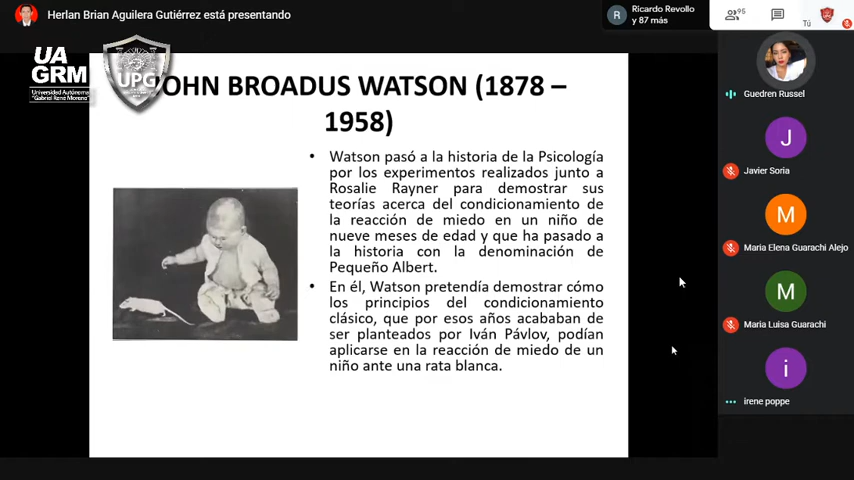 Herlan Brian Aguilera Gutiérrez está presentando
Ricardo Revollo
y 87 más
R
95
Tú
UA
GRM
Universidad Autónoma
"Gabriel René Moreno"
UPG
OHN BROADUS WATSON (1878 –
1958)
• Watson pasó a la historia de la Psicología
por los experimentos realizados junto a
Rosalie Rayner para demostrar sus
teorías acerca del condicionamiento de
la reacción de miedo en un niño de
nueve meses de edad y que ha pasado a
la historia con la denominación de
Pequeño Albert.
• En él, Watson pretendía demostrar cómo
los principios del condicionamiento
clásico, que por esos años acababan de
ser planteados por Iván Pávlov, podían
aplicarse en la reacción de miedo de un
niño ante una rata blanca.
Guedren Russel
J
Javier Soria
M
Maria Elena Guarachi Alejo
M
Maria Luisa Guarachi
i
irene poppe